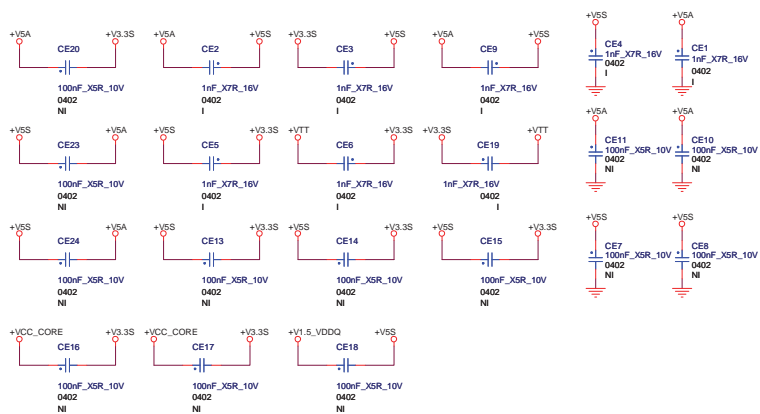 +V5A +V3.3S
CE20
100nF_X5R_10V
0402
NI
+V5A +V5S
CE2
1nF_X7R_16V
0402
I
+V3.3S +V5S
CE3
1nF_X7R_16V
0402
I
+V5A +V5S
CE9
1nF_X7R_16V
0402
I
+V5S
CE4
1nF_X7R_16V
0402
I
+V5A
CE1
1nF_X7R_16V
0402
I
+V5S +V5A
CE23
100nF_X5R_10V
0402
NI
+V5S +V3.3S
CE5
1nF_X7R_16V
0402
I
+VTT +V3.3S
CE6
1nF_X7R_16V
0402
I
+V3.3S +VTT
CE19
1nF_X7R_16V
0402
I
+V5A
CE11
100nF_X5R_10V
0402
NI
+V5A
CE10
100nF_X5R_10V
0402
NI
+V5S +V5A
CE24
100nF_X5R_10V
0402
NI
+V5S +V3.3S
CE13
100nF_X5R_10V
0402
NI
+V5S +V3.3S
CE14
100nF_X5R_10V
0402
NI
+V5S +V3.3S
CE15
100nF_X5R_10V
0402
NI
+V5S
CE7
100nF_X5R_10V
0402
NI
+V5S
CE8
100nF_X5R_10V
0402
NI
+VCC_CORE +V3.3S
CE16
100nF_X5R_10V
0402
NI
+VCC_CORE +V3.3S
CE17
100nF_X5R_10V
0402
NI
+V1.5_VDDQ +V5S
CE18
100nF_X5R_10V
0402
NI